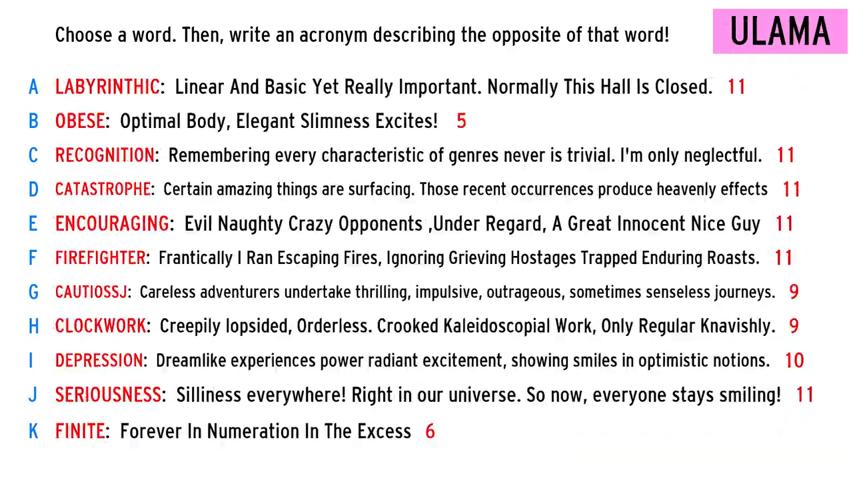 Choose a word. Then, write an acronym describing the opposite of that word!
ULAMA
A LABYRINTHIC: Linear And Basic Yet Really Important. Normally This Hall Is Closed. 11
B OBESE: Optimal Body, Elegant Slimness Excites! 5
C RECOGNITION: Remembering every characteristic of genres never is trivial. I'm only neglectful. 11
D CATASTROPHE: Certain amazing things are surfacing. Those recent occurrences produce heavenly effects 11
E ENCOURAGING: Evil Naughty Crazy Opponents ,Under Regard, A Great Innocent Nice Guy 11
F FIREFIGHTER: Frantically I Ran Escaping Fires, Ignoring Grieving Hostages Trapped Enduring Roasts. 11
G CAUTIOSSJ: Careless adventurers undertake thrilling, impulsive, outrageous, sometimes senseless journeys. 9
H CLOCKWORK: Creepily lopsided, Orderless. Crooked Kaleidoscopial Work, Only Regular Knavishly. 9
I DEPRESSION: Dreamlike experiences power radiant excitement, showing smiles in optimistic notions. 10
J SERIOUSNESS: Silliness everywhere! Right in our universe. So now, everyone stays smiling! 11
K FINITE: Forever In Numeration In The Excess 6